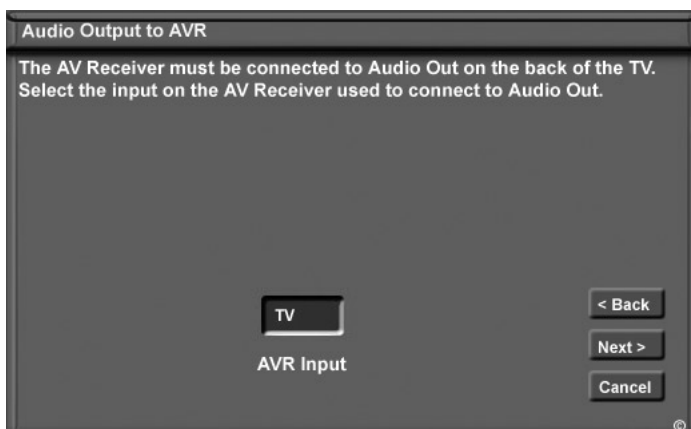 Audio Output to AVR
The AV Receiver must be connected to Audio Out on the back of the TV.
Select the input on the AV Receiver used to connect to Audio Out.
TV
AVR Input
< Back
Next >
Cancel
©